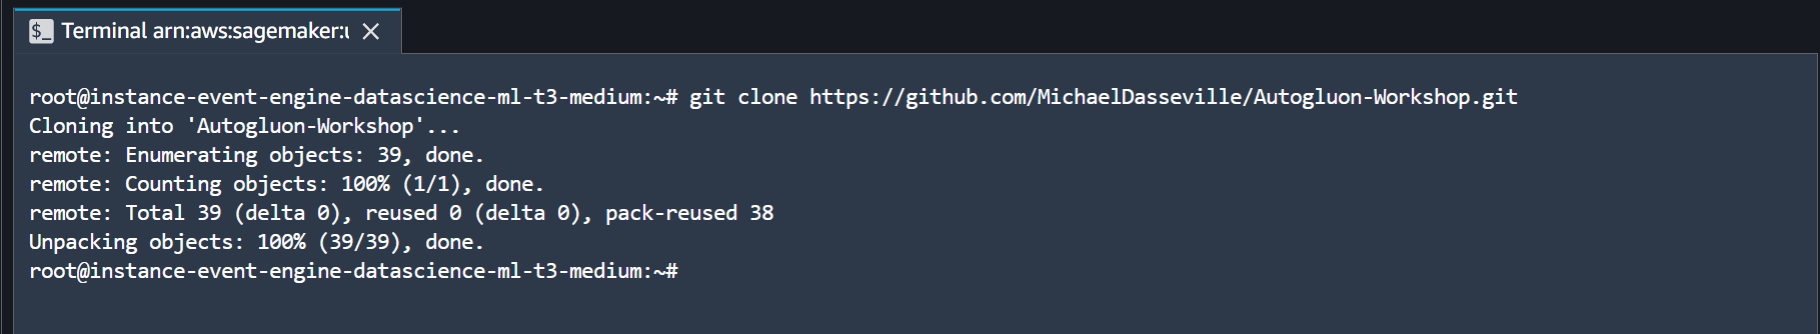 $_ Terminal arn:aws:sagemaker:u
root@instance-event-engine-datascience-ml-t3-medium:~# git clone https://github.com/MichaelDasseville/Autogluon-Workshop.git
Cloning into 'Autogluon-Workshop'...
remote: Enumerating objects: 39, done.
remote: Counting objects: 100% (1/1), done.
remote: Total 39 (delta 0), reused 0 (delta 0), pack-reused 38
Unpacking objects: 100% (39/39), done.
root@instance-event-engine-datascience-ml-t3-medium:~#